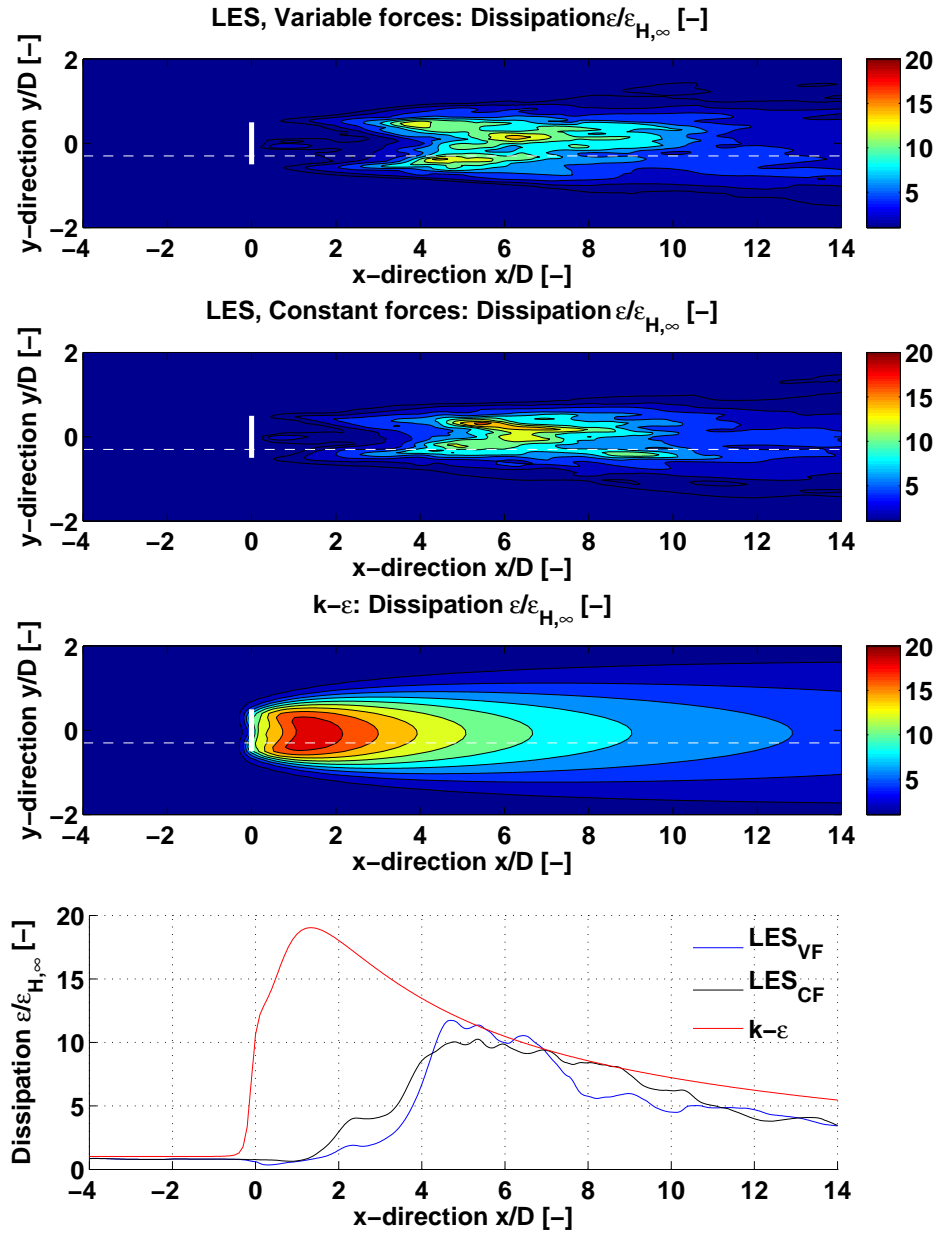 LES, Variable forces: Dissipation ε/ε_H,∞ [−]
y−direction y/D [−]
2
0
−2
−4 −2 0 2 4 6 8 10 12 14
x−direction x/D [−]
20
15
10
5
LES, Constant forces: Dissipation ε/ε_H,∞ [−]
y−direction y/D [−]
2
0
−2
−4 −2 0 2 4 6 8 10 12 14
x−direction x/D [−]
20
15
10
5
k−ε: Dissipation ε/ε_H,∞ [−]
y−direction y/D [−]
2
0
−2
−4 −2 0 2 4 6 8 10 12 14
x−direction x/D [−]
20
15
10
5
Dissipation ε/ε_H,∞ [−]
20
15
10
5
0
−4 −2 0 2 4 6 8 10 12 14
x−direction x/D [−]
LES_VF
LES_CF
k−ε